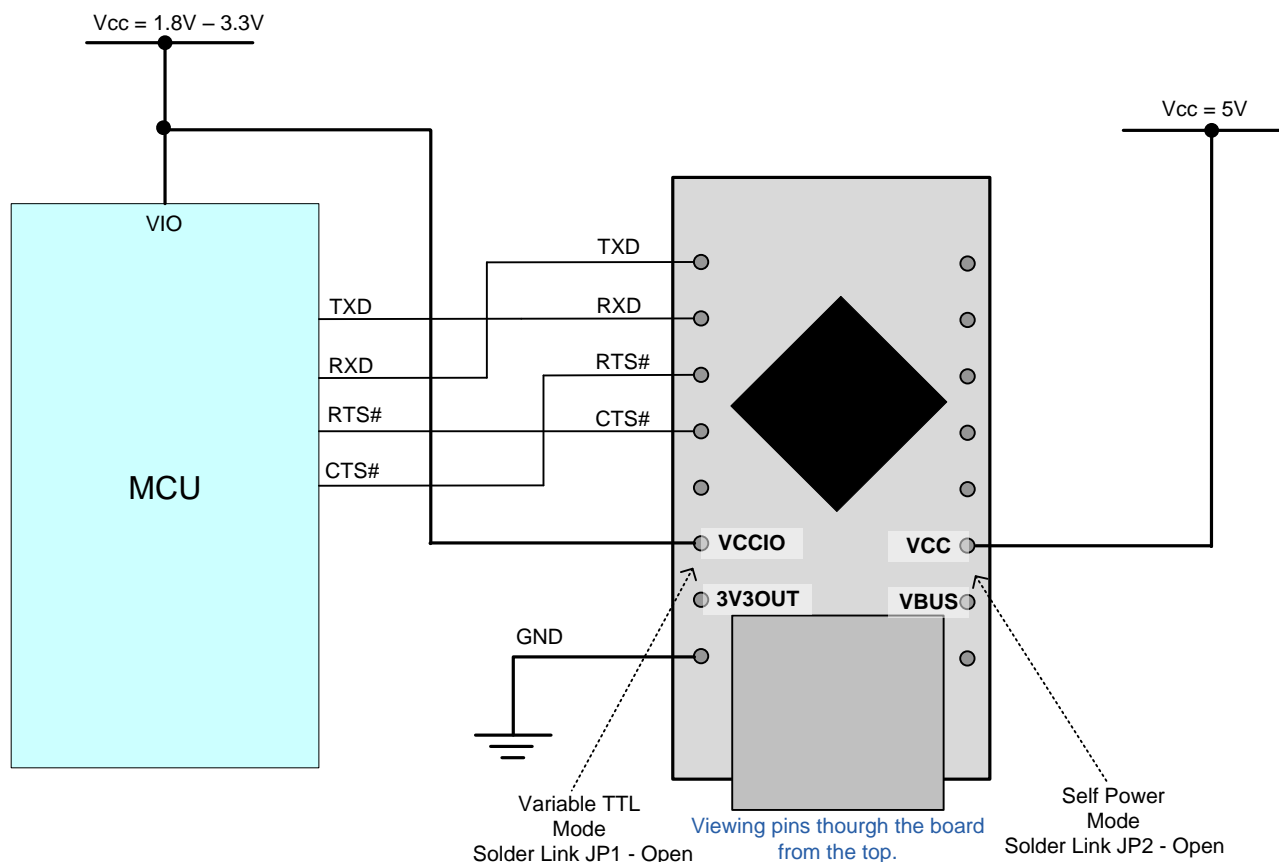 Vcc = 1.8V – 3.3V
Vcc = 5V
VIO
TXD
TXD
RXD
RXD
RTS#
RTS#
CTS#
CTS#
MCU
VCCIO
VCC
3V3OUT
VBUS
GND
Variable TTL
Mode
Solder Link JP1 - Open
Viewing pins thourgh the board
from the top.
Self Power
Mode
Solder Link JP2 - Open